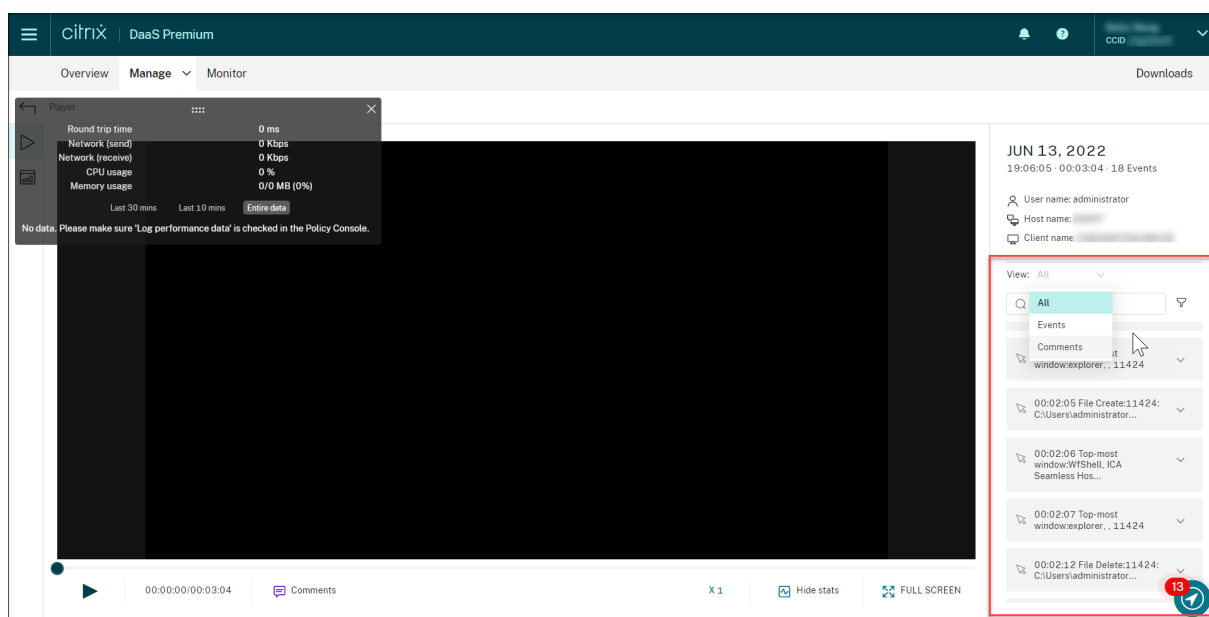 citrix DaaS Premium
CCID
Overview Manage Monitor Downloads
Player
Round trip time 0 ms
Network (send) 0 Kbps
Network (receive) 0 Kbps
CPU usage 0 %
Memory usage 0/0 MB (0%)
Last 30 mins Last 10 mins Entire data
No data. Please make sure 'Log performance data' is checked in the Policy Console.
JUN 13, 2022
19:06:05 · 00:03:04 · 18 Events
User name: administrator
Host name:
Client name
View: All
All
Events
Comments
st
window:explorer, , 11424
00:02:05 File Create:11424:
C:\Users\administrator...
00:02:06 Top-most
window:WfShell, ICA
Seamless Hos...
00:02:07 Top-most
window:explorer, , 11424
00:02:12 File Delete:11424:
C:\Users\administrator...
13
00:00:00/00:03:04 Comments X 1 Hide stats FULL SCREEN